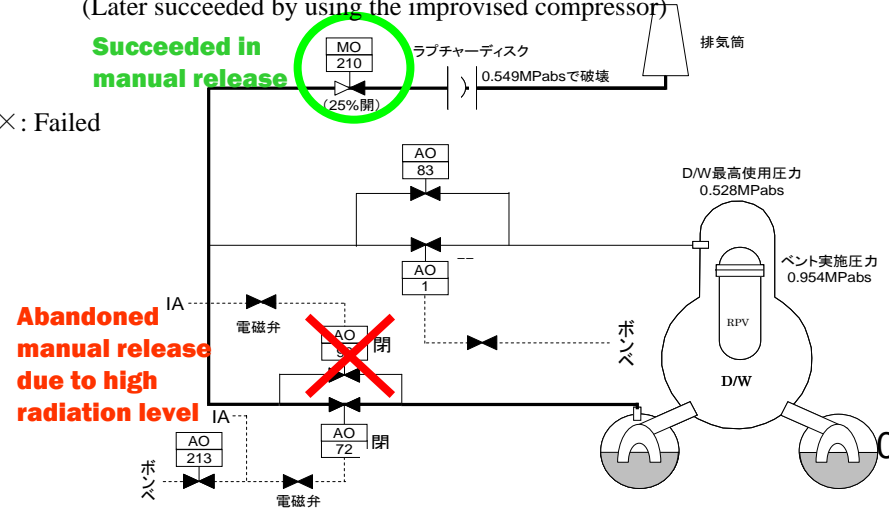 (Later succeeded by using the improvised compressor)
Succeeded in
manual release
MO
210
(25%開)
ラプチャーディスク
0.549MPabsで破壊
排気筒
×: Failed
AO
83
D/W最高使用圧力
0.528MPabs
AO
1
ベント実施圧力
0.954MPabs
IA
電磁弁
ボンベ
RPV
D/W
Abandoned
manual release
due to high
radiation level
AO
閉
IA
AO
72
閉
AO
213
ボンベ
電磁弁